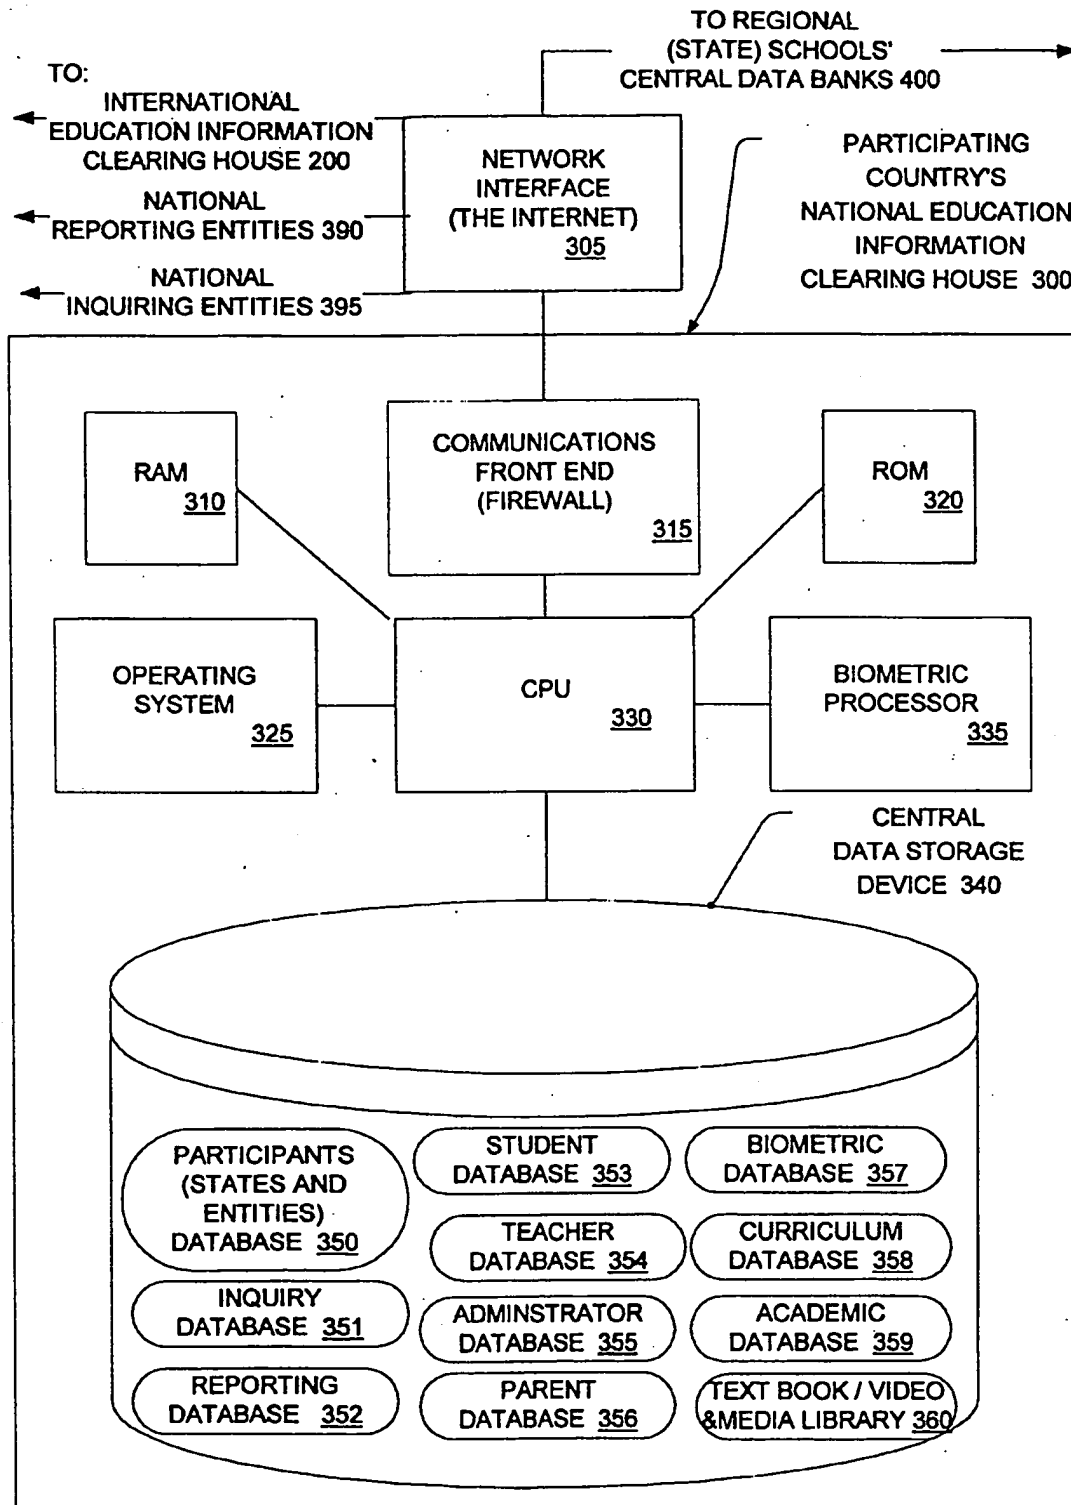 TO REGIONAL
(STATE) SCHOOLS'
CENTRAL DATA BANKS 400
TO:
INTERNATIONAL
EDUCATION INFORMATION
CLEARING HOUSE 200
NATIONAL
REPORTING ENTITIES 390
NATIONAL
INQUIRING ENTITIES 395
NETWORK
INTERFACE
(THE INTERNET)
305
PARTICIPATING
COUNTRY'S
NATIONAL EDUCATION
INFORMATION
CLEARING HOUSE 300
RAM
310
COMMUNICATIONS
FRONT END
(FIREWALL)
315
ROM
320
OPERATING
SYSTEM
325
CPU
330
BIOMETRIC
PROCESSOR
335
CENTRAL
DATA STORAGE
DEVICE 340
PARTICIPANTS
(STATES AND
ENTITIES)
DATABASE 350
INQUIRY
DATABASE 351
REPORTING
DATABASE 352
STUDENT
DATABASE 353
TEACHER
DATABASE 354
ADMINSTRATOR
DATABASE 355
PARENT
DATABASE 356
BIOMETRIC
DATABASE 357
CURRICULUM
DATABASE 358
ACADEMIC
DATABASE 359
TEXT BOOK / VIDEO
&MEDIA LIBRARY 360